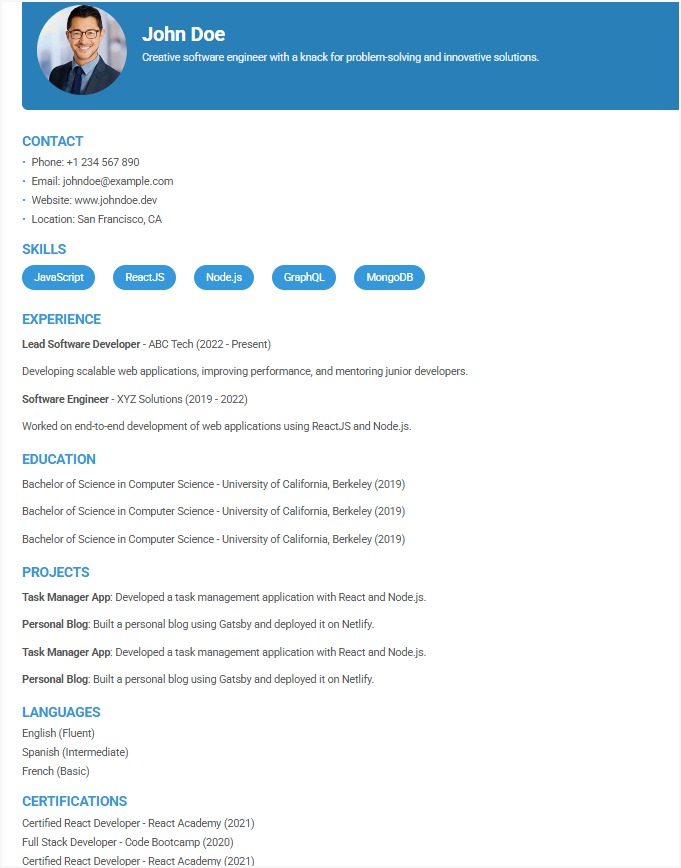 John Doe
Creative software engineer with a knack for problem-solving and innovative solutions.
CONTACT
• Phone: +1 234 567 890
• Email: johndoe@example.com
• Website: www.johndoe.dev
• Location: San Francisco, CA
SKILLS
JavaScript ReactJS Node.js GraphQL MongoDB
EXPERIENCE
Lead Software Developer - ABC Tech (2022 - Present)
Developing scalable web applications, improving performance, and mentoring junior developers.
Software Engineer - XYZ Solutions (2019 - 2022)
Worked on end-to-end development of web applications using ReactJS and Node.js.
EDUCATION
Bachelor of Science in Computer Science - University of California, Berkeley (2019)
Bachelor of Science in Computer Science - University of California, Berkeley (2019)
Bachelor of Science in Computer Science - University of California, Berkeley (2019)
PROJECTS
Task Manager App: Developed a task management application with React and Node.js.
Personal Blog: Built a personal blog using Gatsby and deployed it on Netlify.
Task Manager App: Developed a task management application with React and Node.js.
Personal Blog: Built a personal blog using Gatsby and deployed it on Netlify.
LANGUAGES
English (Fluent)
Spanish (Intermediate)
French (Basic)
CERTIFICATIONS
Certified React Developer - React Academy (2021)
Full Stack Developer - Code Bootcamp (2020)
Certified React Developer - React Academy (2021)